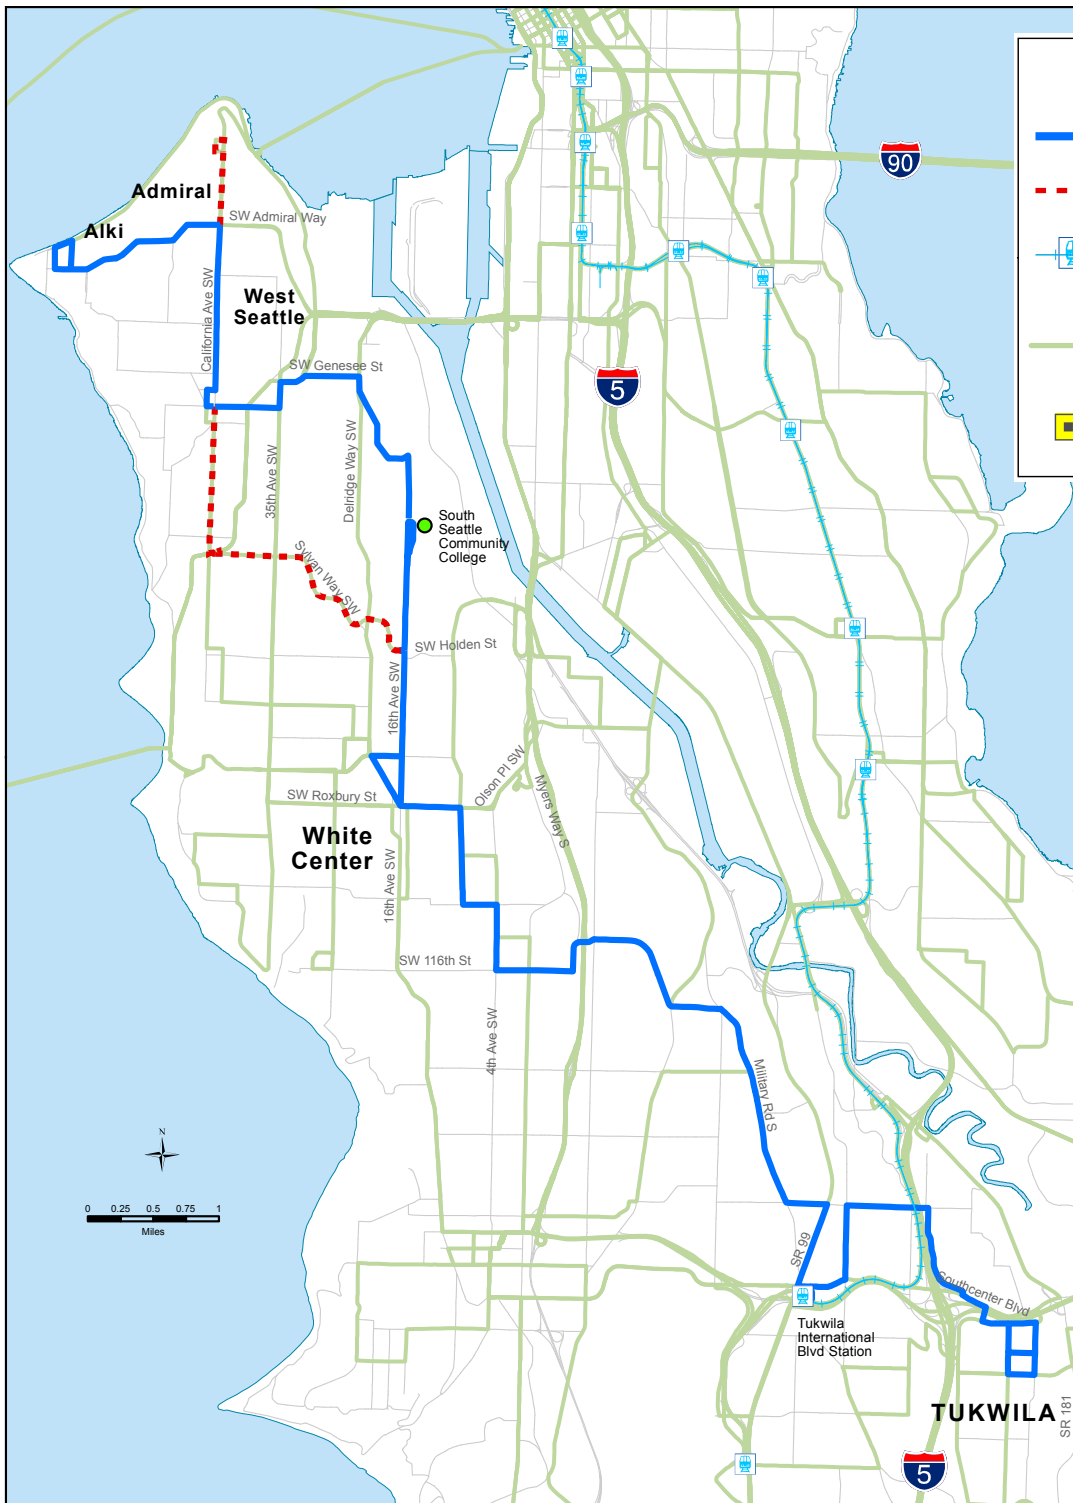 90
Admiral
SW Admiral Way
Alki
California Ave SW
West
Seattle
SW Genesee St
5
35th Ave SW
Delridge Way SW
South
Seattle
Community
College
Sylvan Way SW
SW Holden St
16th Ave SW
Olson Pl SW
Myers Way S
SW Roxbury St
White
Center
16th Ave SW
SW 116th St
4th Ave SW
Military Rd S
N
0 0.25 0.5 0.75 1
Miles
SR 99
Southcenter Blvd
Tukwila
International
Blvd Station
TUKWILA
SR 181
5